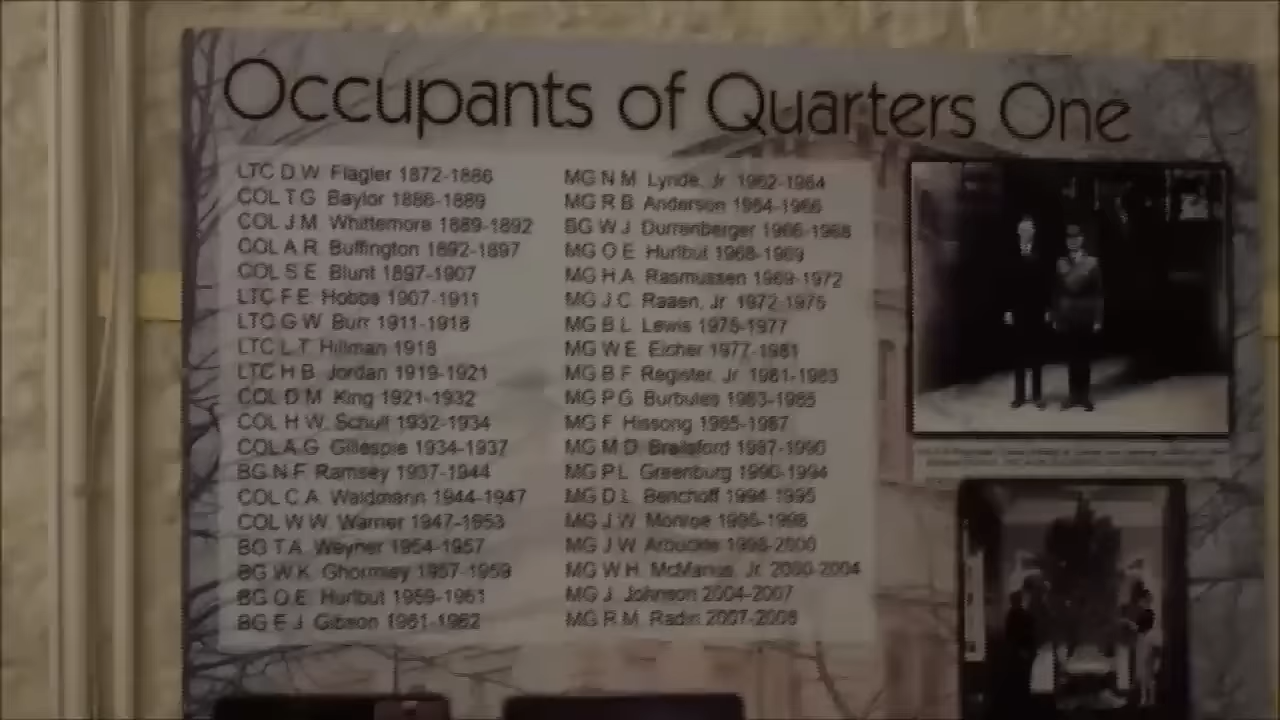 Occupants of Quarters One
LTC D.W. Flagler 1872-1886
COL T.G. Baylor 1886-1889
COL J.M. Whittemore 1889-1892
COL A.R. Buffington 1892-1897
COL S.E. Blunt 1897-1907
LTC F.E. Hobbs 1907-1911
LTC G.W. Burr 1911-1918
LTC L.T. Hillman 1918
LTC H.B. Jordan 1919-1921
COL D.M. King 1921-1932
COL H.W. Schull 1932-1934
COL A.G. Gillespie 1934-1937
BG N.F. Ramsey 1937-1944
COL C.A. Waldmann 1944-1947
COL W.W. Warner 1947-1953
BG T.A. Weyher 1954-1957
BG W.K. Ghormley 1957-1959
BG O.E. Hurlbut 1959-1961
BG E.J. Gibson 1961-1962
MG N.M. Lynde, Jr. 1962-1964
MG R.B. Anderson 1964-1966
BG W.J. Durrenberger 1966-1968
MG O.E. Hurlbut 1968-1969
MG H.A. Rasmussen 1969-1972
MG J.C. Raaen, Jr. 1972-1975
MG B.L. Lewis 1975-1977
MG W.E. Eicher 1977-1981
MG B.F. Register, Jr. 1981-1983
MG P.G. Burbules 1983-1985
MG F. Hissong 1985-1987
MG M.D. Brailsford 1987-1990
MG P.L. Greenburg 1990-1994
MG D.L. Benchoff 1994-1995
MG J.W. Monroe 1995-1998
MG J.W. Arbuckle 1998-2000
MG W.H. McManus, Jr. 2000-2004
MG J. Johnson 2004-2007
MG R.M. Radin 2007-2008